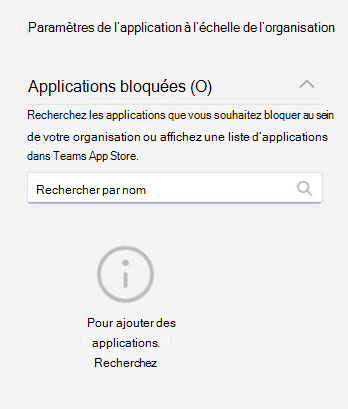 Paramètres de l'application à l'échelle de l'organisation
Applications bloquées (O)
Recherchez les applications que vous souhaitez bloquer au sein
de votre organisation ou affichez une liste d'applications
dans Teams App Store.
Rechercher par nom
Pour ajouter des
applications.
Recherchez